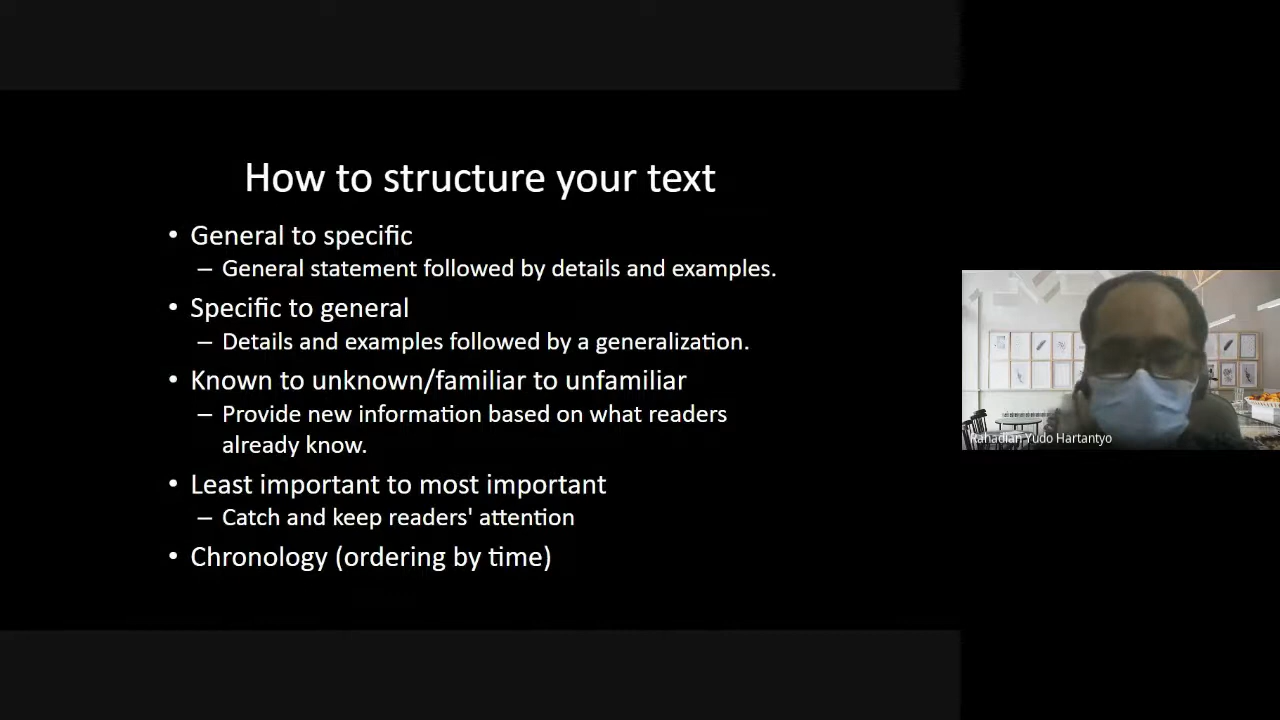 How to structure your text
• General to specific
– General statement followed by details and examples.
• Specific to general
– Details and examples followed by a generalization.
• Known to unknown/familiar to unfamiliar
– Provide new information based on what readers
already know.
• Least important to most important
– Catch and keep readers' attention
• Chronology (ordering by time)
Rahadian Yudo Hartantyo